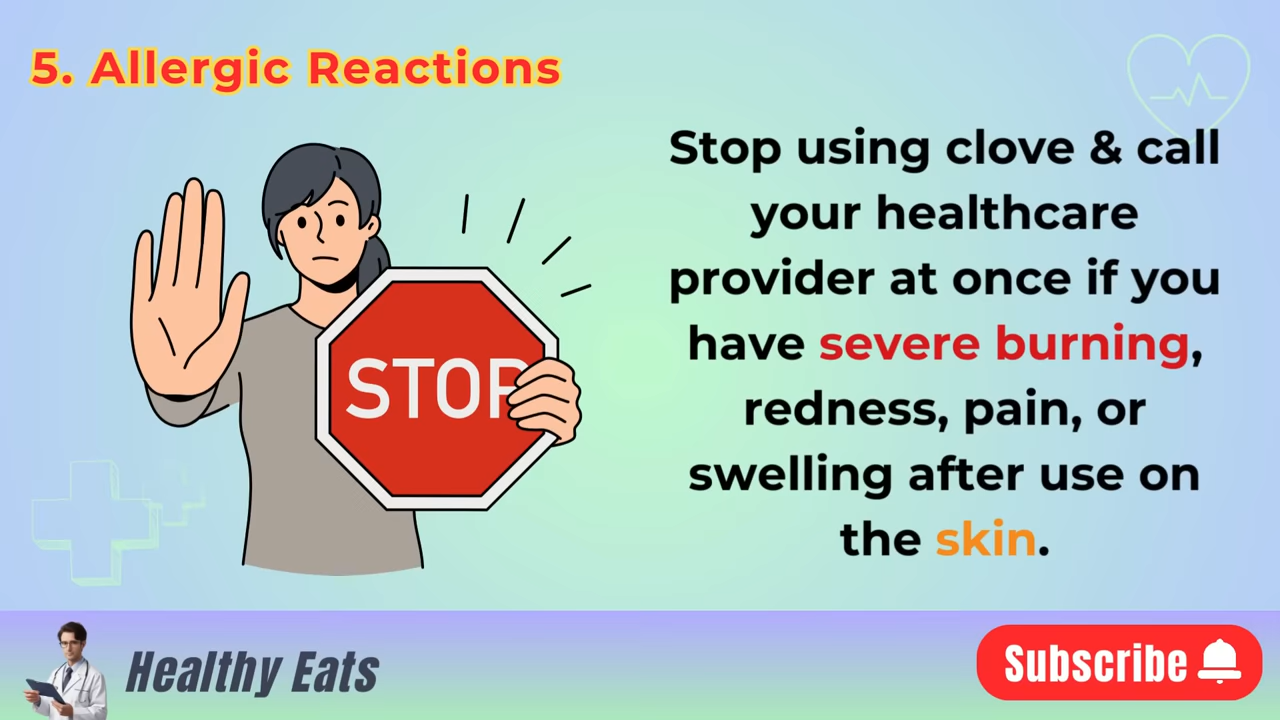 5. Allergic Reactions
Stop using clove & call
your healthcare
provider at once if you
have severe burning,
redness, pain, or
swelling after use on
the skin.
STOP
Healthy Eats
Subscribe